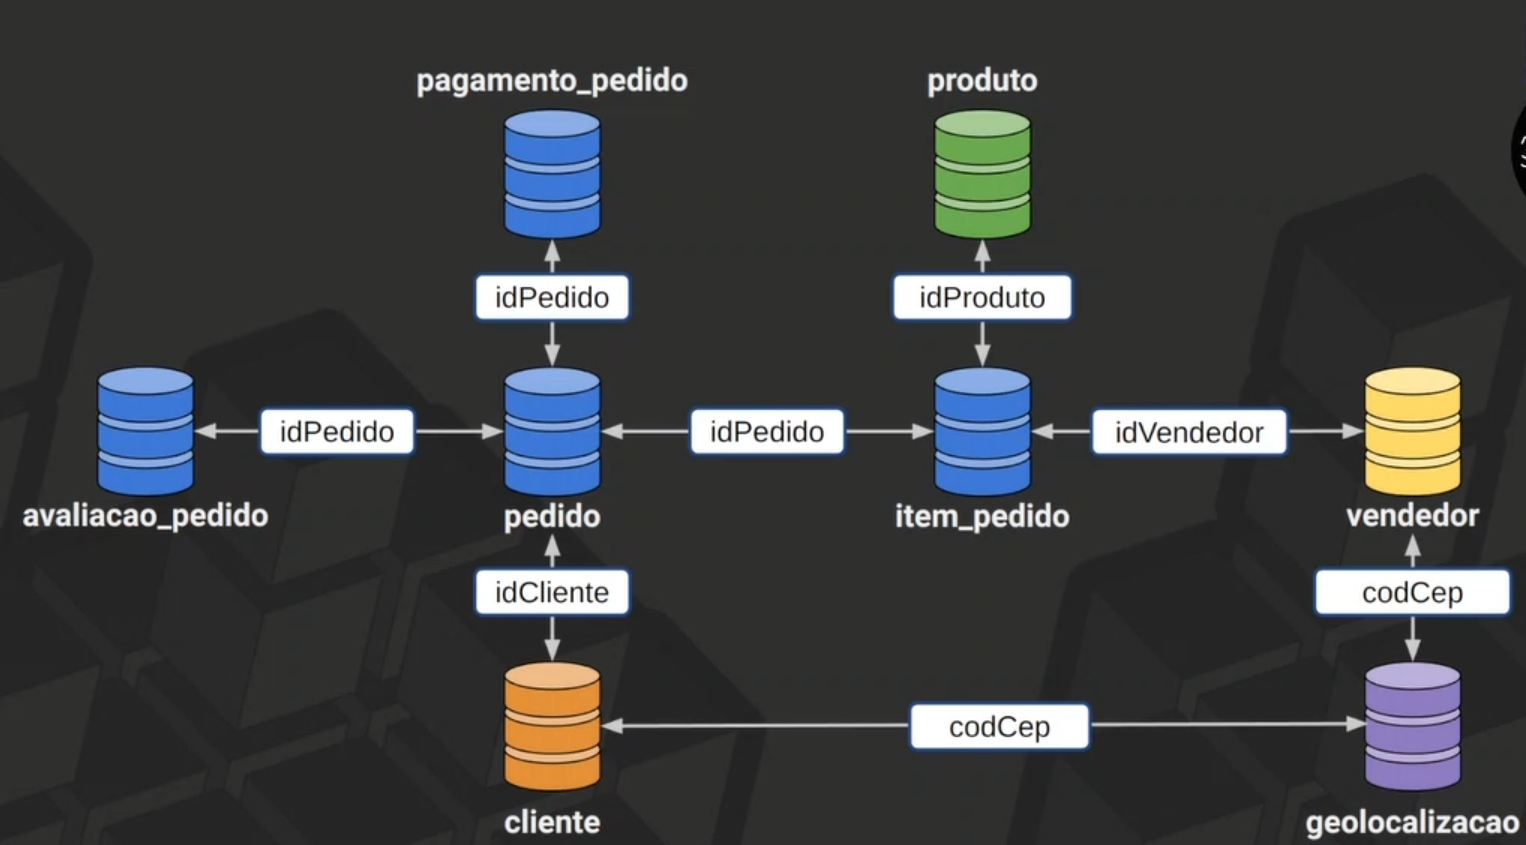 pagamento_pedido
produto
idPedido
idProduto
idPedido
idPedido
idVendedor
avaliacao_pedido
pedido
item_pedido
vendedor
idCliente
codCep
codCep
cliente
geolocalizacao